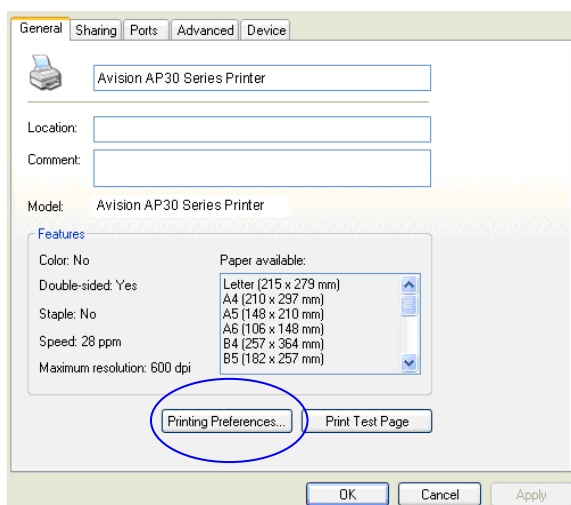 General Sharing Ports Advanced Device
Avision AP30 Series Printer
Location:
Comment:
Model: Avision AP30 Series Printer
Features
Color: No
Double-sided: Yes
Staple: No
Speed: 28 ppm
Maximum resolution: 600 dpi
Paper available:
Letter (215 x 279 mm)
A4 (210 x 297 mm)
A5 (148 x 210 mm)
A6 (106 x 148 mm)
B4 (257 x 364 mm)
B5 (182 x 257 mm)
Printing Preferences... Print Test Page
OK Cancel Apply